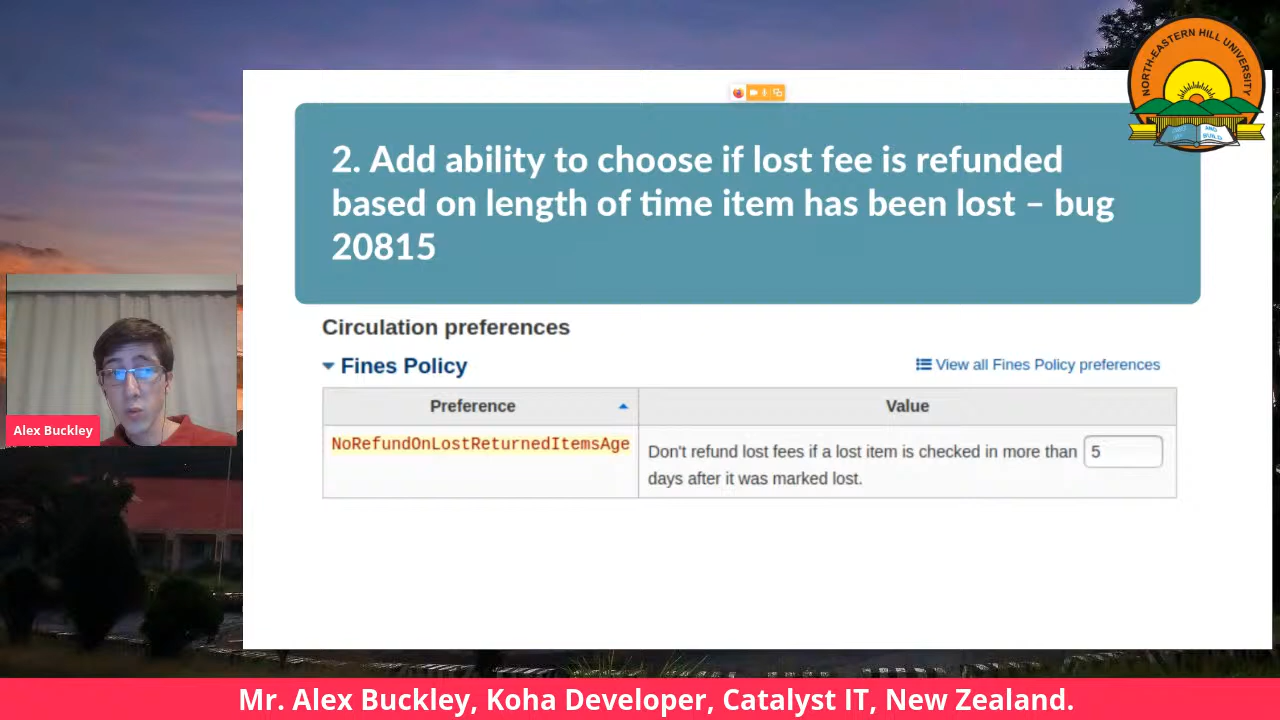 NORTH-EASTERN HILL UNIVERSITY
AND
BUILD
2. Add ability to choose if lost fee is refunded
based on length of time item has been lost – bug
20815
Circulation preferences
Fines Policy
View all Fines Policy preferences
Preference
Value
NoRefundOnLostReturnedItemsAge
Don't refund lost fees if a lost item is checked in more than 5
days after it was marked lost.
Alex Buckley
Mr. Alex Buckley, Koha Developer, Catalyst IT, New Zealand.